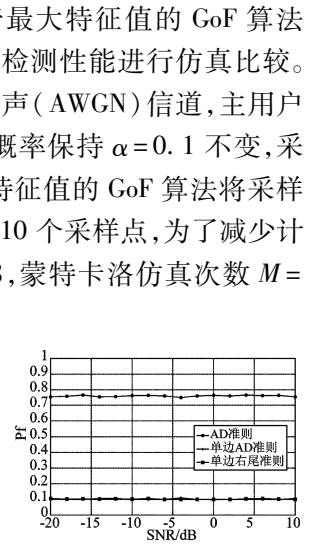 最大特征值的 GoF 算法
检测性能进行仿真比较。
声(AWGN)信道,主用户
概率保持 α=0. 1 不变,采
特征值的 GoF 算法将采样
10 个采样点,为了减少计
,蒙特卡洛仿真次数 M=
1
0.9
0.8
0.7
0.6
0.5
0.4
0.3
0.2
0.1
0
Pf
AD准则
单边AD准则
单边右尾准则
-20 -15 -10 -5 0 5 10
SNR/dB